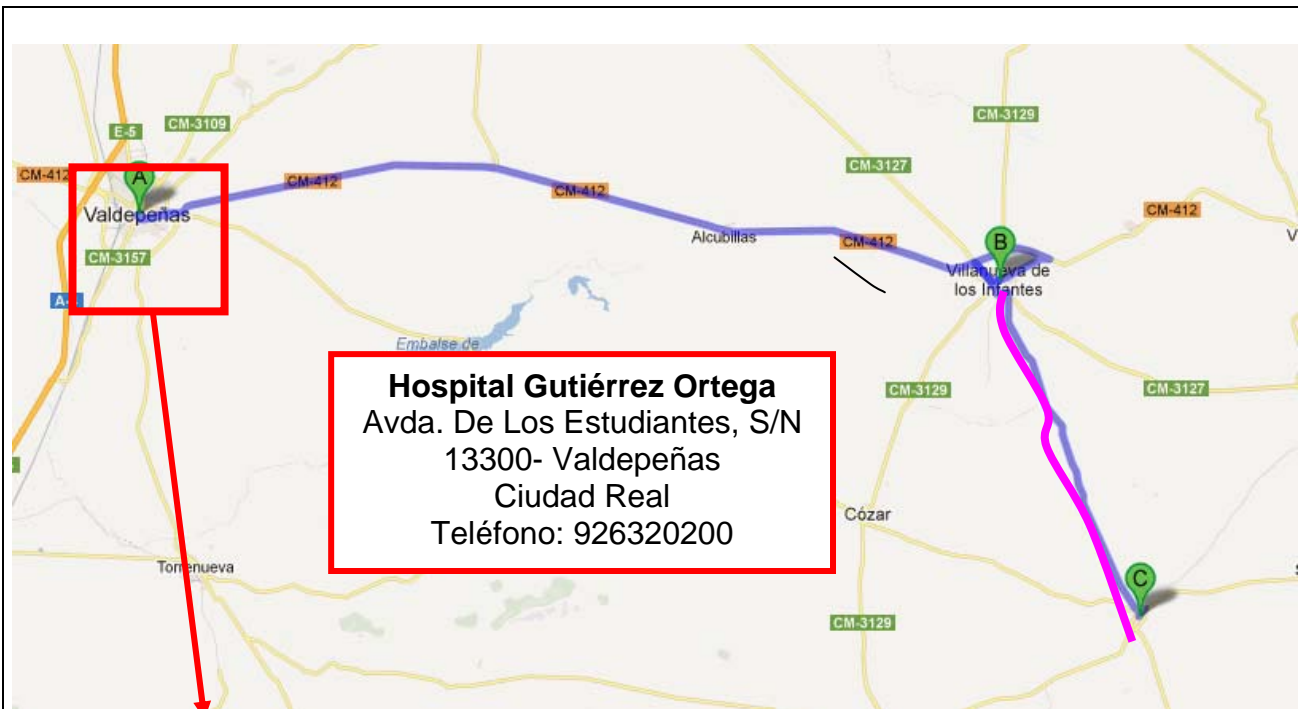 E-5
CM-3109
CM-412
A
Valdepeñas
CM-3157
CM-412
CM-412
Alcubillas
CM-412
CM-3129
CM-3127
CM-412
B
Villanueva de
los Infantes
Embalse de
Hospital Gutiérrez Ortega
Avda. De Los Estudiantes, S/N
13300- Valdepeñas
Ciudad Real
Teléfono: 926320200
CM-3129
CM-3127
Cózar
Torrenueva
C
CM-3129